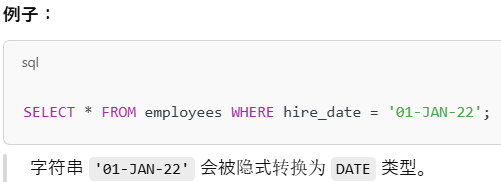 例子：
sql
SELECT * FROM employees WHERE hire_date = '01-JAN-22';
字符串 '01-JAN-22' 会被隐式转换为 DATE 类型。